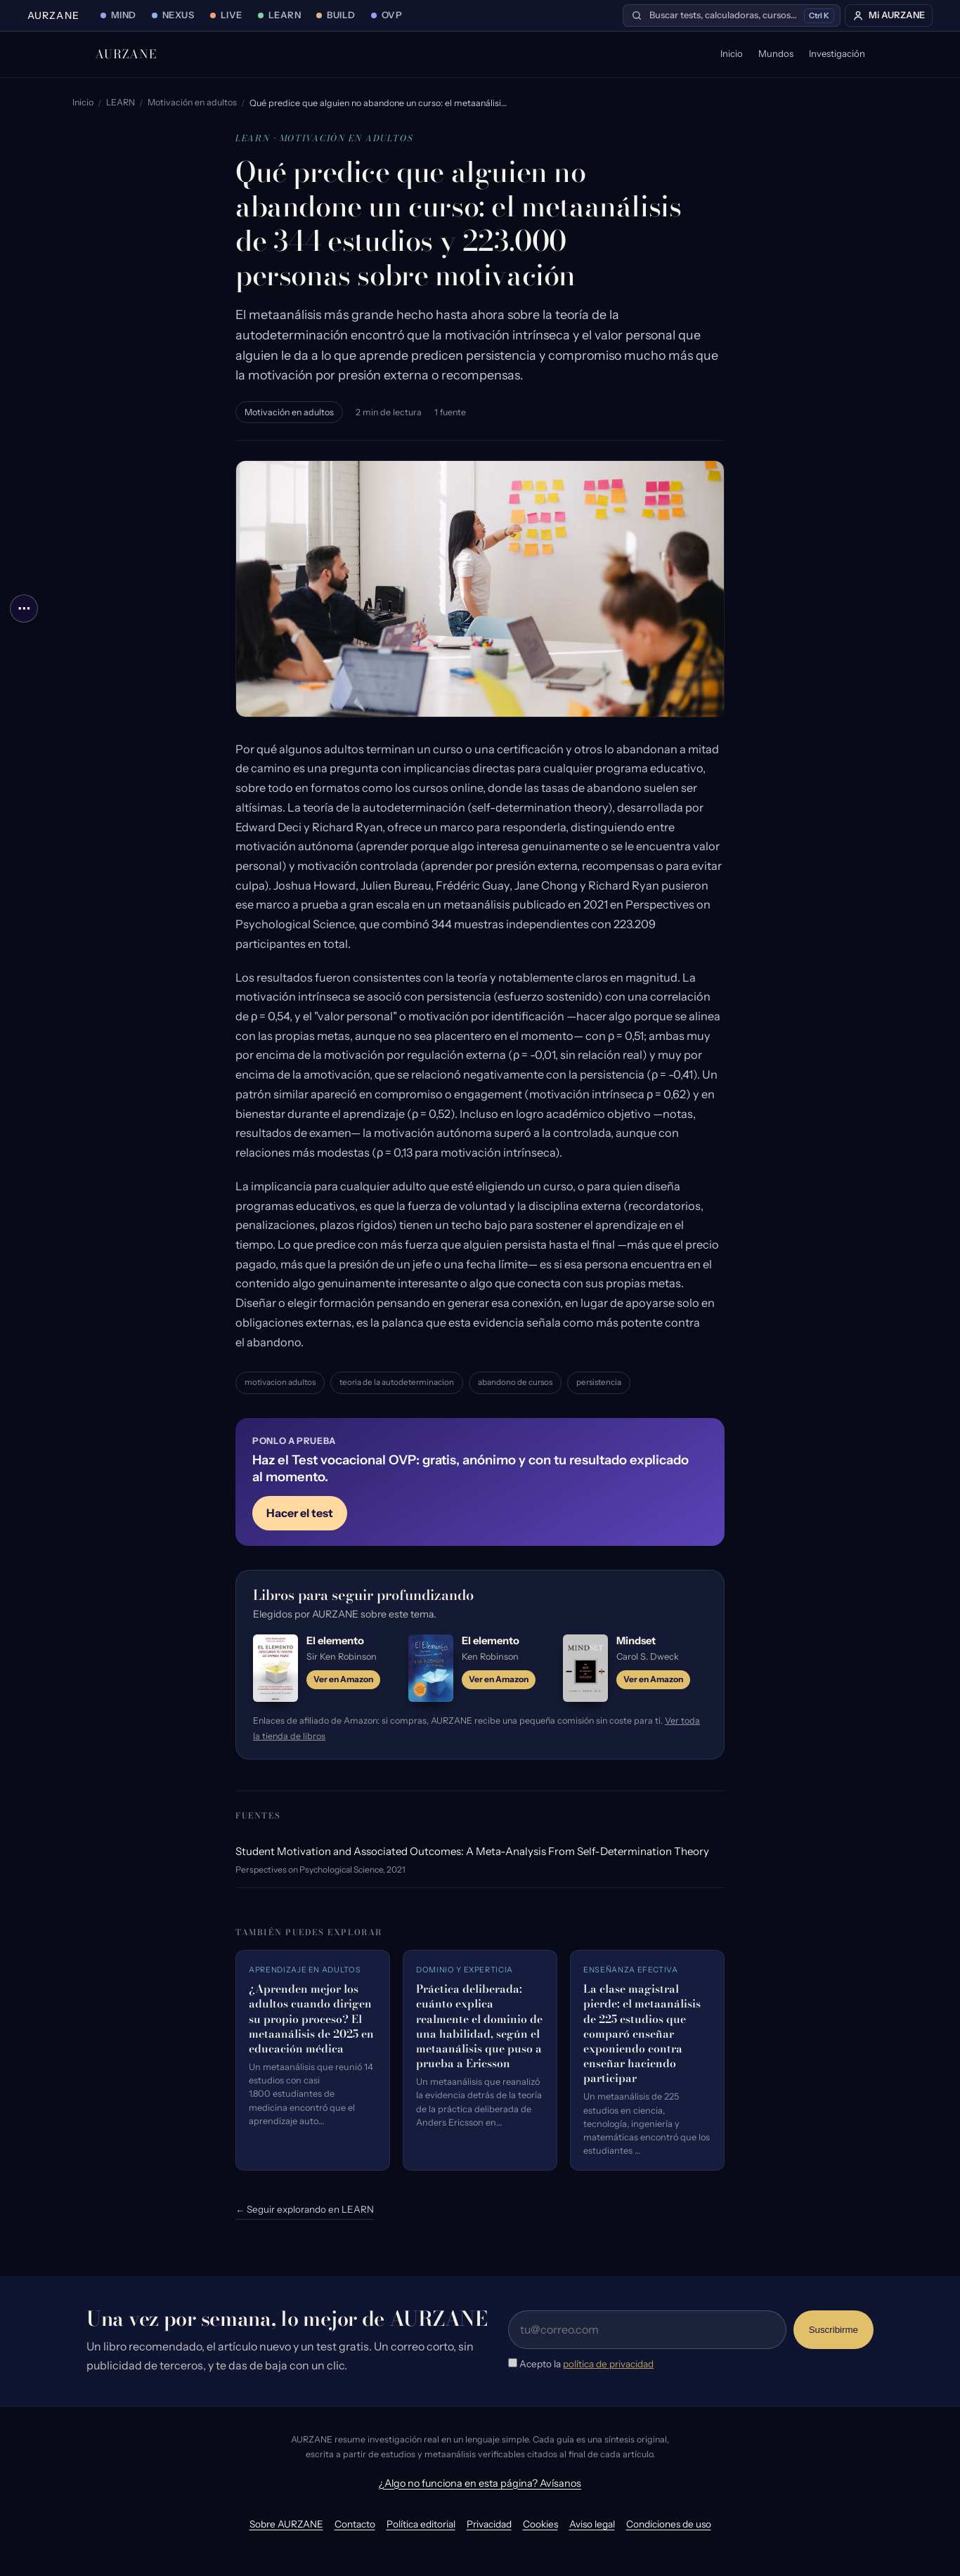 AURZANE
MIND
NEXUS
LIVE
LEARN
BUILD
OVP
Buscar tests, calculadoras, cursos...
Ctrl K
Mi AURZANE
AURZANE
Inicio
Mundos
Investigación
Inicio / LEARN / Motivación en adultos / Qué predice que alguien no abandone un curso: el metaanálisi...
LEARN · MOTIVACIÓN EN ADULTOS
Qué predice que alguien no
abandone un curso: el metaanálisis
de 344 estudios y 223.000
personas sobre motivación
El metaanálisis más grande hecho hasta ahora sobre la teoría de la
autodeterminación encontró que la motivación intrínseca y el valor personal que
alguien le da a lo que aprende predicen persistencia y compromiso mucho más que
la motivación por presión externa o recompensas.
Motivación en adultos
2 min de lectura
1 fuente
Por qué algunos adultos terminan un curso o una certificación y otros lo abandonan a mitad
de camino es una pregunta con implicancias directas para cualquier programa educativo,
sobre todo en formatos como los cursos online, donde las tasas de abandono suelen ser
altísimas. La teoría de la autodeterminación (self-determination theory), desarrollada por
Edward Deci y Richard Ryan, ofrece un marco para responderla, distinguiendo entre
motivación autónoma (aprender porque algo interesa genuinamente o se le encuentra valor
personal) y motivación controlada (aprender por presión externa, recompensas o para evitar
culpa). Joshua Howard, Julien Bureau, Frédéric Guay, Jane Chong y Richard Ryan pusieron
ese marco a prueba a gran escala en un metaanálisis publicado en 2021 en Perspectives on
Psychological Science, que combinó 344 muestras independientes con 223.209
participantes en total.
Los resultados fueron consistentes con la teoría y notablemente claros en magnitud. La
motivación intrínseca se asoció con persistencia (esfuerzo sostenido) con una correlación
de ρ = 0,54, y el "valor personal" o motivación por identificación —hacer algo porque se alinea
con las propias metas, aunque no sea placentero en el momento— con ρ = 0,51; ambas muy
por encima de la motivación por regulación externa (ρ = -0,01, sin relación real) y muy por
encima de la amotivación, que se relacionó negativamente con la persistencia (ρ = -0,41). Un
patrón similar apareció en compromiso o engagement (motivación intrínseca ρ = 0,62) y en
bienestar durante el aprendizaje (ρ = 0,52). Incluso en logro académico objetivo —notas,
resultados de examen— la motivación autónoma superó a la controlada, aunque con
relaciones más modestas (ρ = 0,13 para motivación intrínseca).
La implicancia para cualquier adulto que esté eligiendo un curso, o para quien diseña
programas educativos, es que la fuerza de voluntad y la disciplina externa (recordatorios,
penalizaciones, plazos rígidos) tienen un techo bajo para sostener el aprendizaje en el
tiempo. Lo que predice con más fuerza que alguien persista hasta el final —más que el precio
pagado, más que la presión de un jefe o una fecha límite— es si esa persona encuentra en el
contenido algo genuinamente interesante o algo que conecta con sus propias metas.
Diseñar o elegir formación pensando en generar esa conexión, en lugar de apoyarse solo en
obligaciones externas, es la palanca que esta evidencia señala como más potente contra
el abandono.
motivacion adultos
teoria de la autodeterminacion
abandono de cursos
persistencia
PONLO A PRUEBA
Haz el Test vocacional OVP: gratis, anónimo y con tu resultado explicado
al momento.
Hacer el test
Libros para seguir profundizando
Elegidos por AURZANE sobre este tema.
El elemento
Sir Ken Robinson
Ver en Amazon
El elemento
Ken Robinson
Ver en Amazon
Mindset
Carol S. Dweck
Ver en Amazon
Enlaces de afiliado de Amazon: si compras, AURZANE recibe una pequeña comisión sin coste para ti. Ver toda
la tienda de libros
FUENTES
Student Motivation and Associated Outcomes: A Meta-Analysis From Self-Determination Theory
Perspectives on Psychological Science, 2021
TAMBIÉN PUEDES EXPLORAR
APRENDIZAJE EN ADULTOS
¿Aprenden mejor los
adultos cuando dirigen
su propio proceso? El
metaanálisis de 2025 en
educación médica
Un metaanálisis que reunió 14
estudios con casi
1.800 estudiantes de
medicina encontró que el
aprendizaje auto...
DOMINIO Y EXPERTICIA
Práctica deliberada:
cuánto explica
realmente el dominio de
una habilidad, según el
metaanálisis que puso a
prueba a Ericsson
Un metaanálisis que reanalizó
la evidencia detrás de la teoría
de la práctica deliberada de
Anders Ericsson en...
ENSEÑANZA EFECTIVA
La clase magistral
pierde: el metaanálisis
de 225 estudios que
comparó enseñar
exponiendo contra
enseñar haciendo
participar
Un metaanálisis de 225
estudios en ciencia,
tecnología, ingeniería y
matemáticas encontró que los
estudiantes ...
← Seguir explorando en LEARN
Una vez por semana, lo mejor de AURZANE
Un libro recomendado, el artículo nuevo y un test gratis. Un correo corto, sin
publicidad de terceros, y te das de baja con un clic.
tu@correo.com
Suscribirme
Acepto la política de privacidad
AURZANE resume investigación real en un lenguaje simple. Cada guía es una síntesis original,
escrita a partir de estudios y metaanálisis verificables citados al final de cada artículo.
¿Algo no funciona en esta página? Avísanos
Sobre AURZANE
Contacto
Política editorial
Privacidad
Cookies
Aviso legal
Condiciones de uso